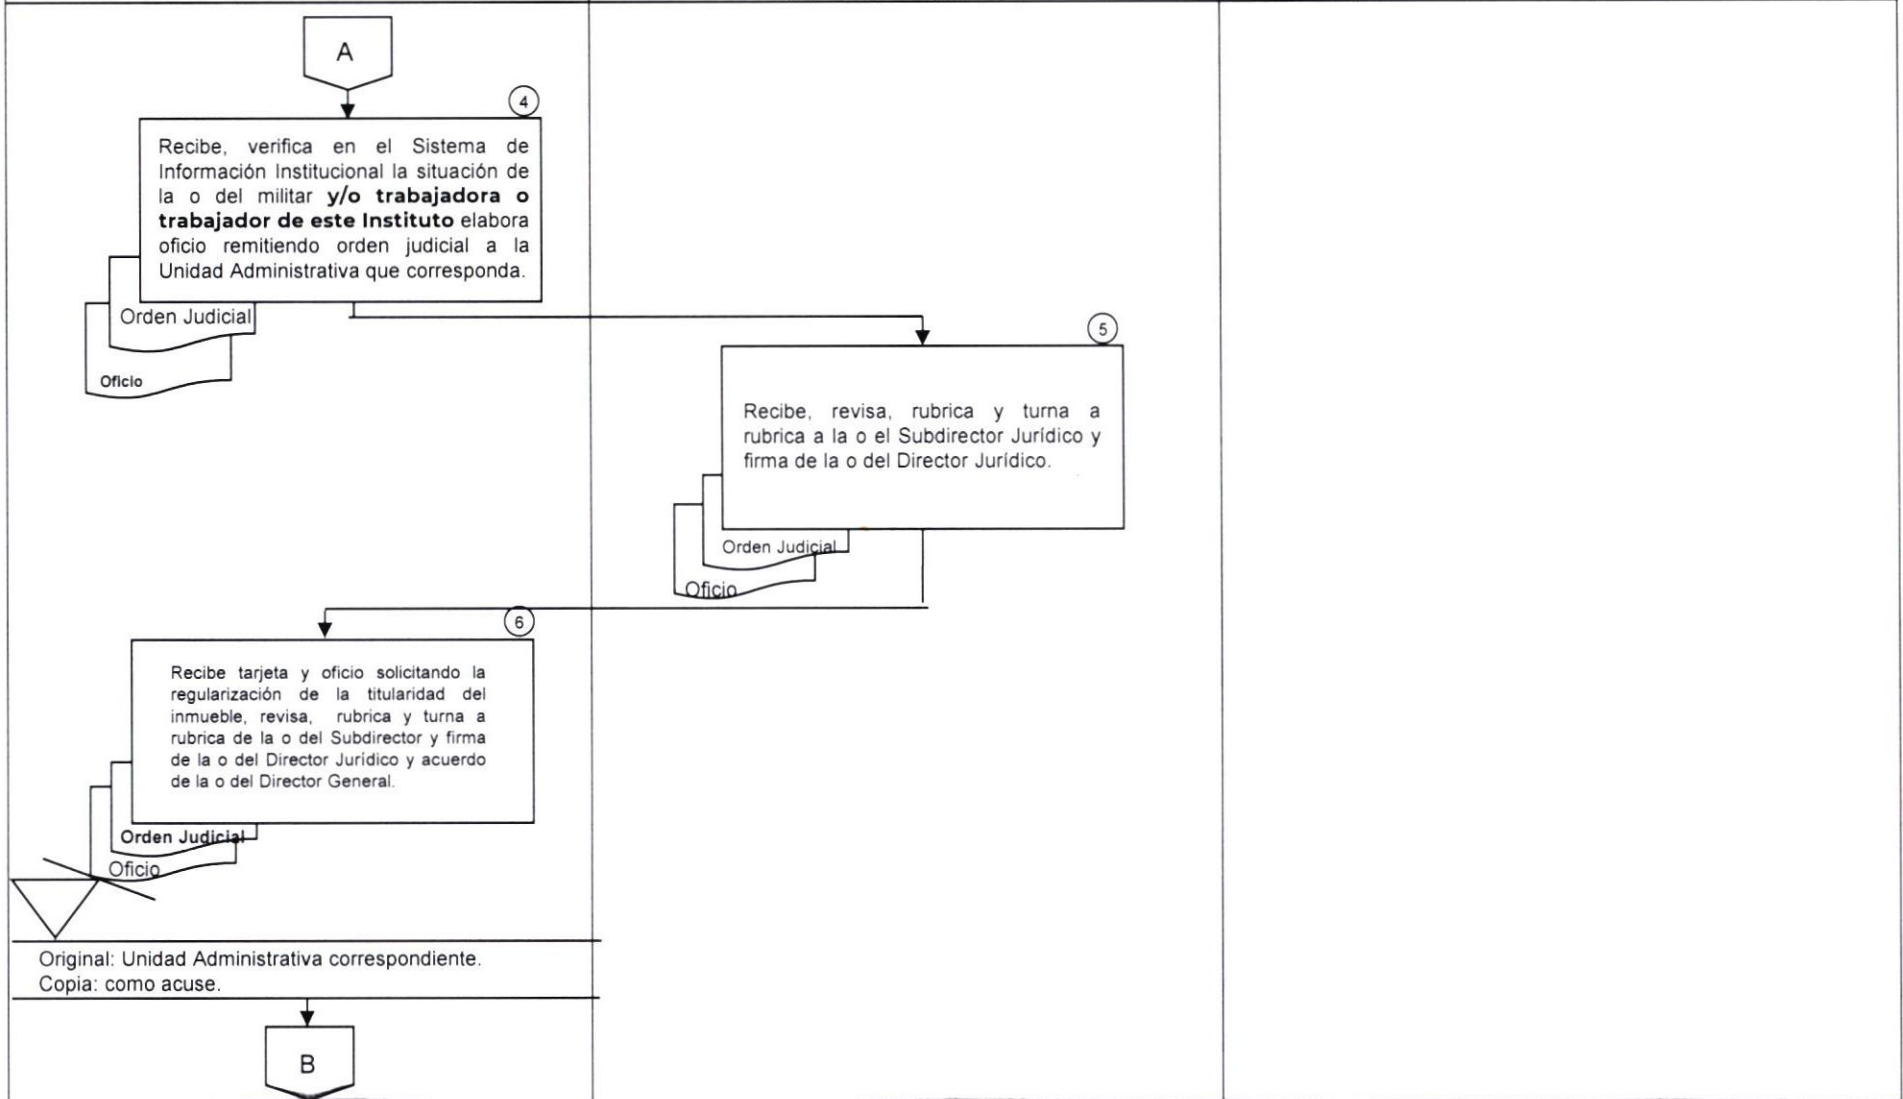 A
4
Recibe, verifica en el Sistema de
Información Institucional la situación de
la o del militar y/o trabajadora o
trabajador de este Instituto elabora
oficio remitiendo orden judicial a la
Unidad Administrativa que corresponda.
Orden Judicial
Oficio
5
Recibe, revisa, rubrica y turna a
rubrica a la o el Subdirector Jurídico y
firma de la o del Director Jurídico.
Orden Judicial
Oficio
6
Recibe tarjeta y oficio solicitando la
regularización de la titularidad del
inmueble, revisa, rubrica y turna a
rubrica de la o del Subdirector y firma
de la o del Director Jurídico y acuerdo
de la o del Director General.
Orden Judicial
Oficio
Original: Unidad Administrativa correspondiente.
Copia: como acuse.
B